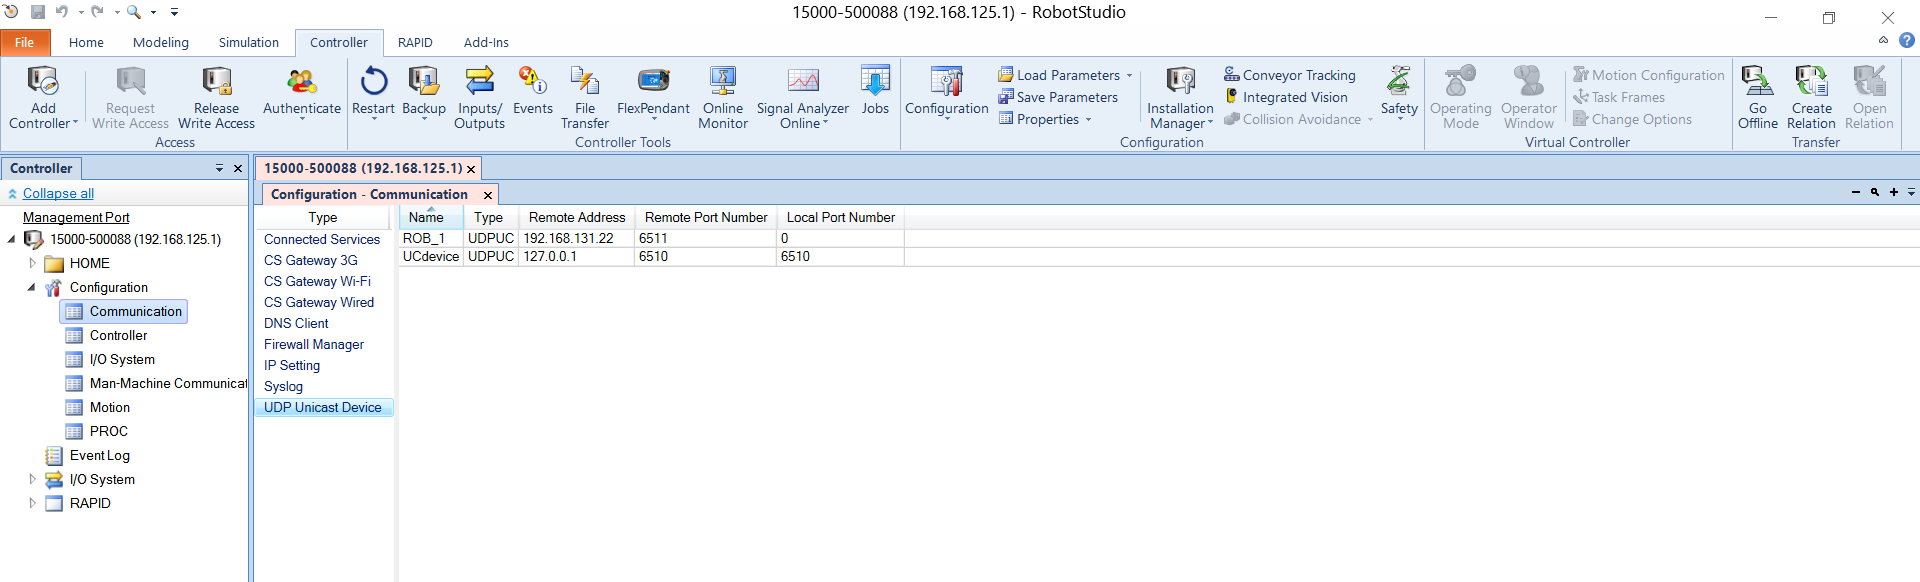 15000-500088 (192.168.125.1) - RobotStudio
File Home Modeling Simulation Controller RAPID Add-Ins
Add Controller
Request Write Access
Release Write Access
Authenticate
Access
Restart
Backup
Inputs/ Outputs
Events
File Transfer
FlexPendant
Online Monitor
Signal Analyzer Online
Jobs
Controller Tools
Configuration
Load Parameters
Save Parameters
Properties
Installation Manager
Conveyor Tracking
Integrated Vision
Collision Avoidance
Safety
Configuration
Operating Mode
Operator Window
Motion Configuration
Task Frames
Change Options
Virtual Controller
Go Offline
Create Relation
Open Relation
Transfer
Controller
Collapse all
Management Port
15000-500088 (192.168.125.1)
HOME
Configuration
Communication
Controller
I/O System
Man-Machine Communicat
Motion
PROC
Event Log
I/O System
RAPID
15000-500088 (192.168.125.1)
Configuration - Communication
Type
Connected Services
CS Gateway 3G
CS Gateway Wi-Fi
CS Gateway Wired
DNS Client
Firewall Manager
IP Setting
Syslog
UDP Unicast Device
Name Type Remote Address Remote Port Number Local Port Number
ROB_1 UDPUC 192.168.131.22 6511 0
UCdevice UDPUC 127.0.0.1 6510 6510